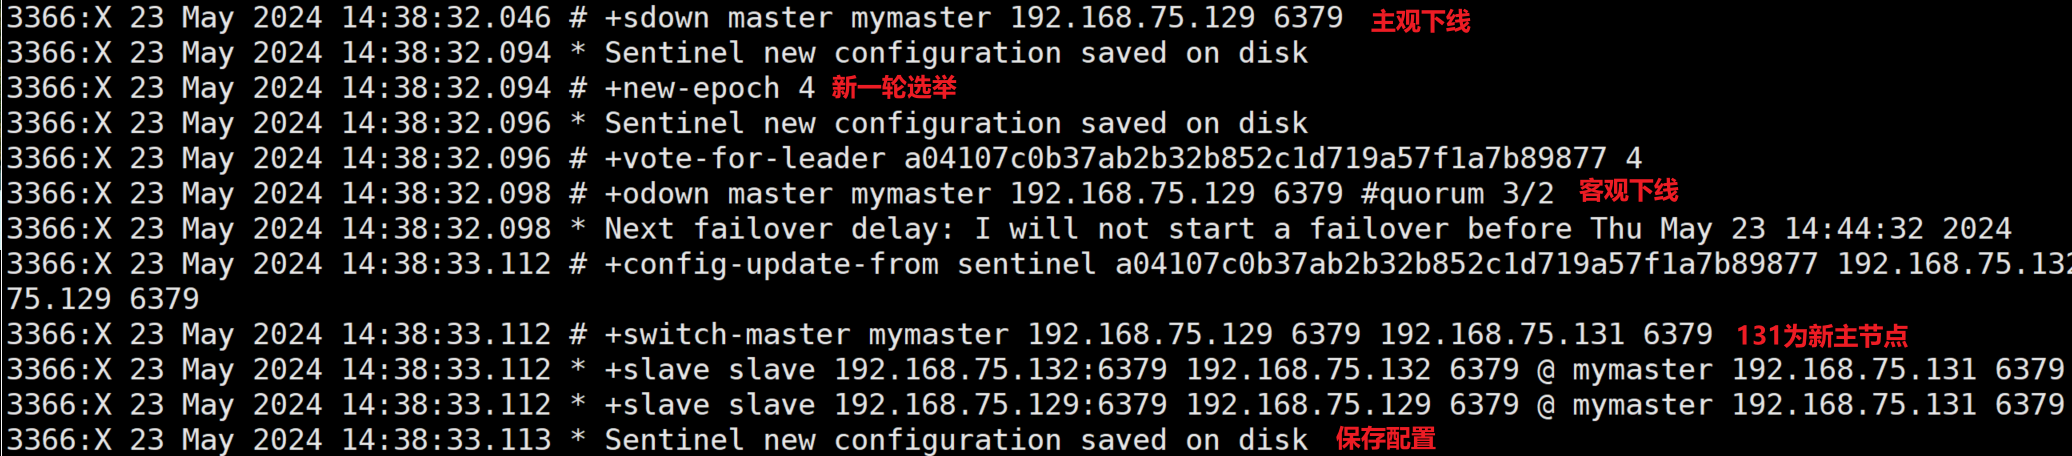 3366:X 23 May 2024 14:38:32.046 # +sdown master mymaster 192.168.75.129 6379 主观下线
3366:X 23 May 2024 14:38:32.094 * Sentinel new configuration saved on disk
3366:X 23 May 2024 14:38:32.094 # +new-epoch 4 新一轮选举
3366:X 23 May 2024 14:38:32.096 * Sentinel new configuration saved on disk
3366:X 23 May 2024 14:38:32.096 # +vote-for-leader a04107c0b37ab2b32b852c1d719a57f1a7b89877 4
3366:X 23 May 2024 14:38:32.098 # +odown master mymaster 192.168.75.129 6379 #quorum 3/2 客观下线
3366:X 23 May 2024 14:38:32.098 * Next failover delay: I will not start a failover before Thu May 23 14:44:32 2024
3366:X 23 May 2024 14:38:33.112 # +config-update-from sentinel a04107c0b37ab2b32b852c1d719a57f1a7b89877 192.168.75.132
75.129 6379
3366:X 23 May 2024 14:38:33.112 # +switch-master mymaster 192.168.75.129 6379 192.168.75.131 6379 131为新主节点
3366:X 23 May 2024 14:38:33.112 * +slave slave 192.168.75.132:6379 192.168.75.132 6379 @ mymaster 192.168.75.131 6379
3366:X 23 May 2024 14:38:33.112 * +slave slave 192.168.75.129:6379 192.168.75.129 6379 @ mymaster 192.168.75.131 6379
3366:X 23 May 2024 14:38:33.113 * Sentinel new configuration saved on disk 保存配置